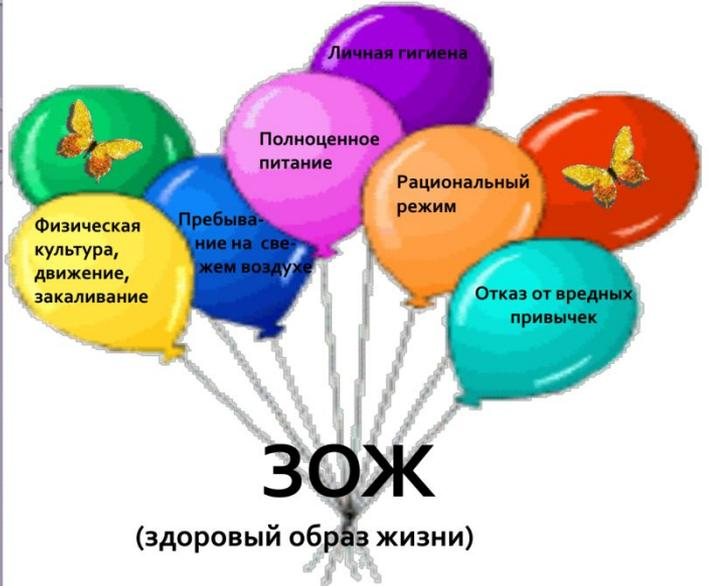 Личная гигиена
Полноценное
питание
Рациональный
режим
Физическая
культура,
движение,
закаливание
Пребыва-
ние на све-
жем воздухе
Отказ от вредных
привычек
ЗОЖ
(здоровый образ жизни)